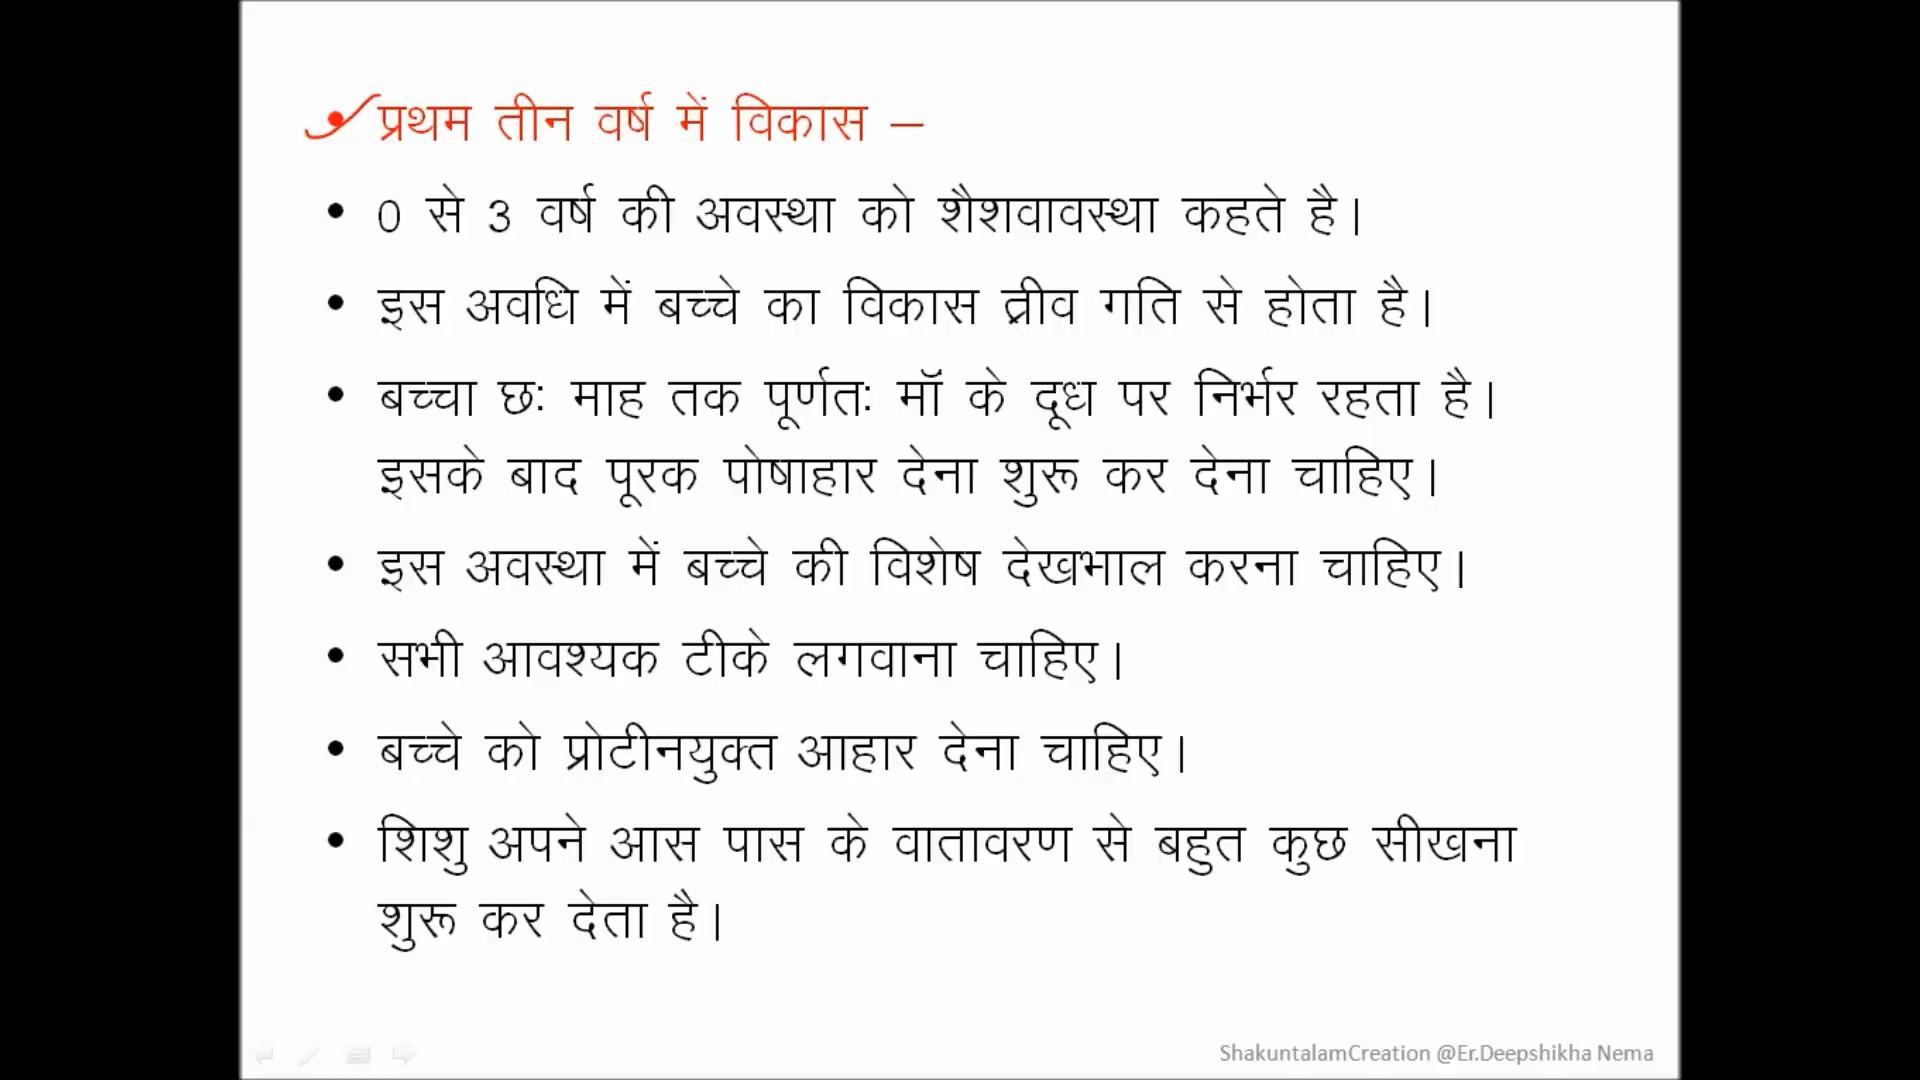 प्रथम तीन वर्ष में विकास –
• 0 से 3 वर्ष की अवस्था को शैशवावस्था कहते है।
• इस अवधि में बच्चे का विकास त्रीव गति से होता है।
• बच्चा छः माह तक पूर्णतः मॉ के दूध पर निर्भर रहता है।
इसके बाद पूरक पोषाहार देना शुरू कर देना चाहिए।
• इस अवस्था में बच्चे की विशेष देखभाल करना चाहिए।
• सभी आवश्यक टीके लगवाना चाहिए।
• बच्चे को प्रोटीनयुक्त आहार देना चाहिए।
• शिशु अपने आस पास के वातावरण से बहुत कुछ सीखना
शुरू कर देता है।
ShakuntalamCreation @Er.Deepshikha Nema